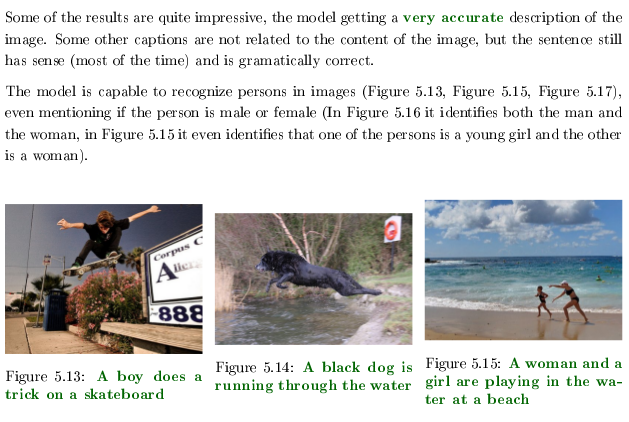 Some of the results are quite impressive, the model getting a very accurate description of the
image. Some other captions are not related to the content of the image, but the sentence still
has sense (most of the time) and is gramatically correct.
The model is capable to recognize persons in images (Figure 5.13, Figure 5.15, Figure 5.17),
even mentioning if the person is male or female (In Figure 5.16 it identifies both the man and
the woman, in Figure 5.15 it even identifies that one of the persons is a young girl and the other
is a woman).
Corpus C
888
Figure 5.13: A boy does a
trick on a skateboard
Figure 5.14: A black dog is
running through the water
Figure 5.15: A woman and a
girl are playing in the wa-
ter at a beach